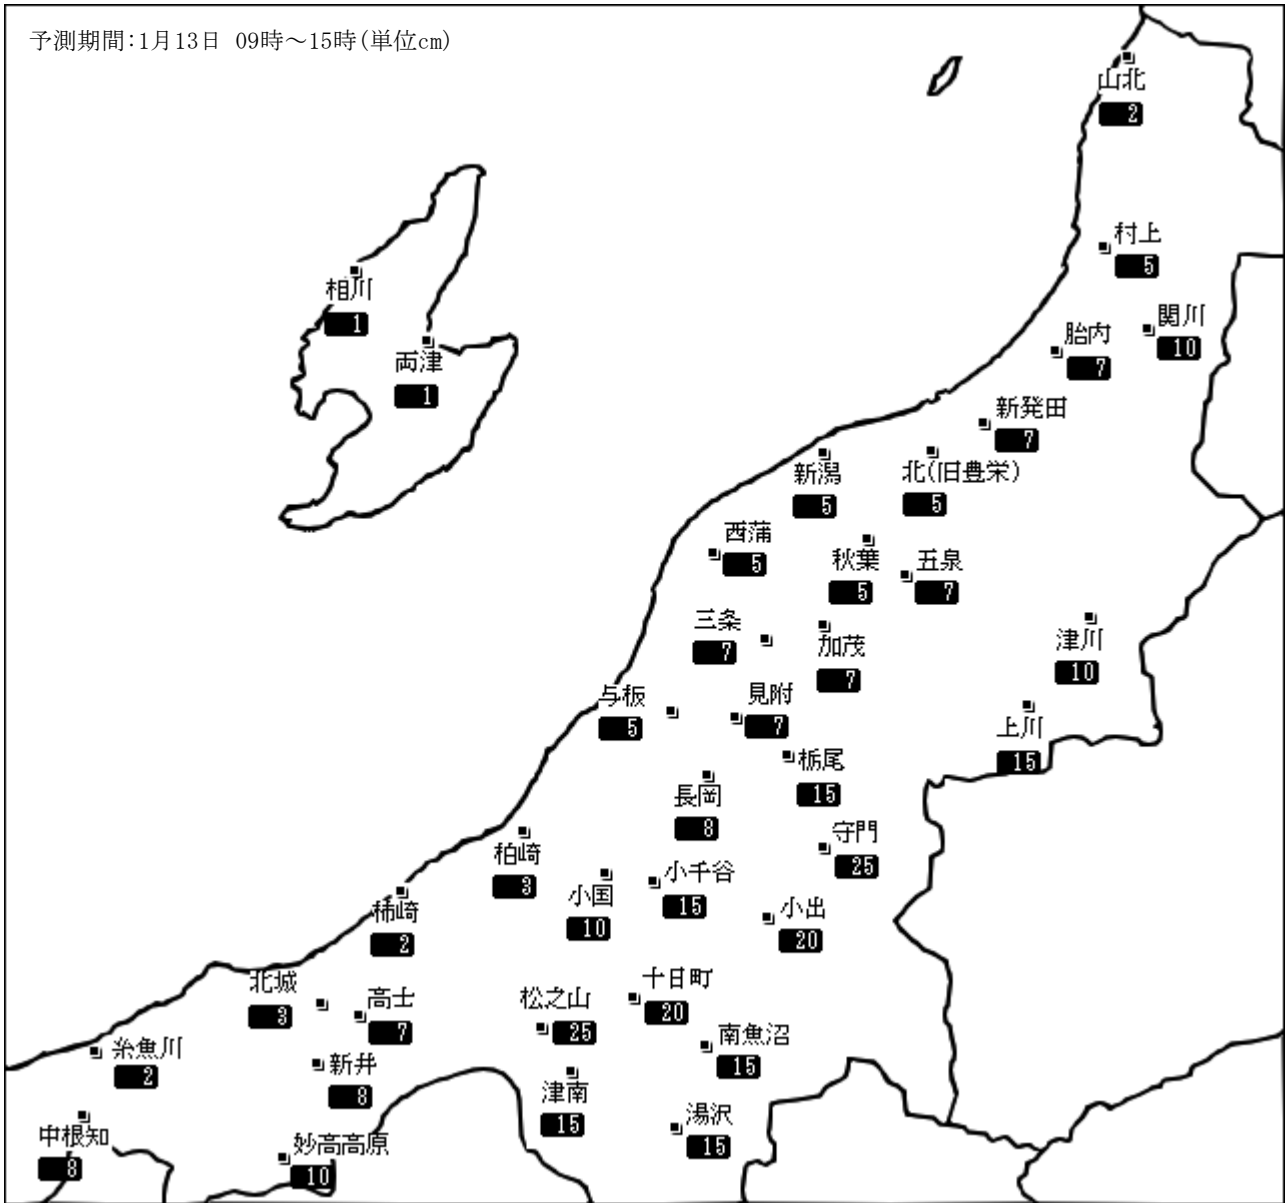 予測期間:1月13日 09時～15時(単位cm)
山北
2
村上
5
相川
1
関川
10
胎内
7
両津
1
新発田
7
新潟
5
北(旧豊栄)
5
西蒲
5
秋葉
5
五泉
7
三条
7
加茂
7
津川
10
与板
5
見附
7
上川
15
栃尾
15
長岡
8
守門
25
柏崎
3
小国
10
小千谷
15
小出
20
柿崎
2
北城
3
高士
7
松之山
25
十日町
20
南魚沼
15
糸魚川
2
新井
8
津南
15
湯沢
15
中根知
8
妙高高原
10